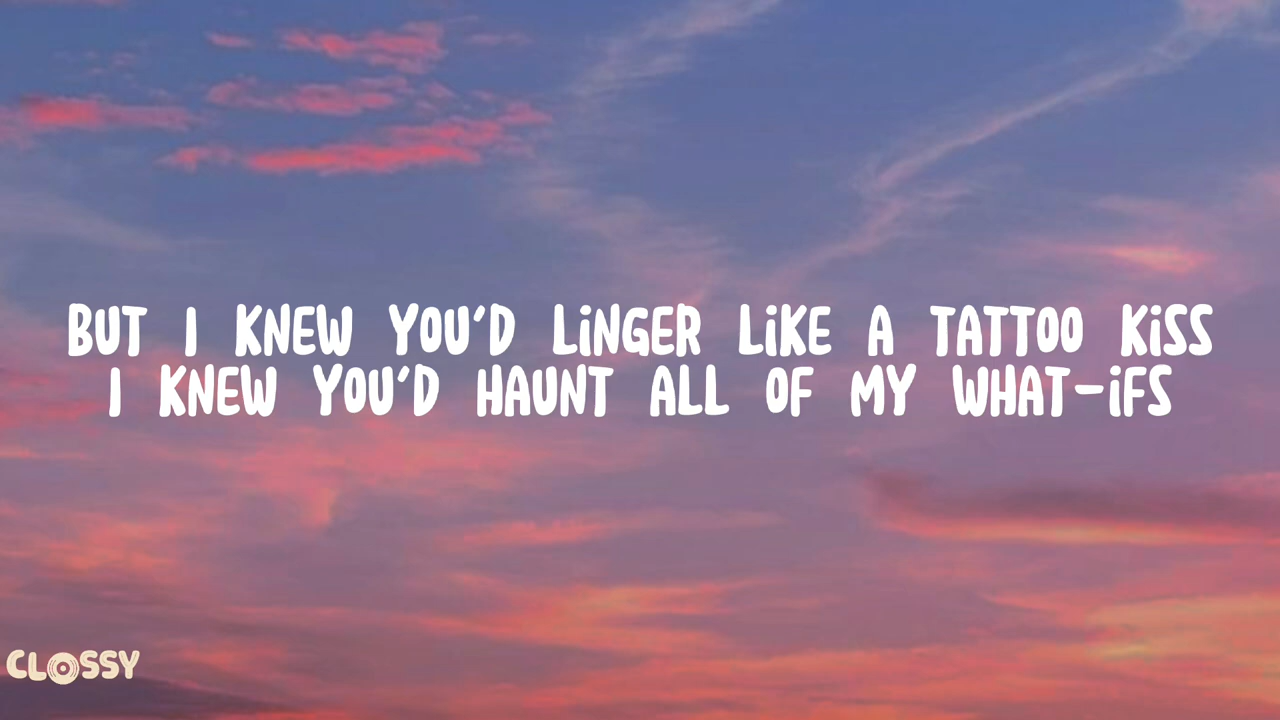 BUT I KNEW YOU'D LiNGER LiKE A TATTOO KiSS
I KNEW YOU'D HAUNT ALL OF MY WHAT-iFS
CLOSSY